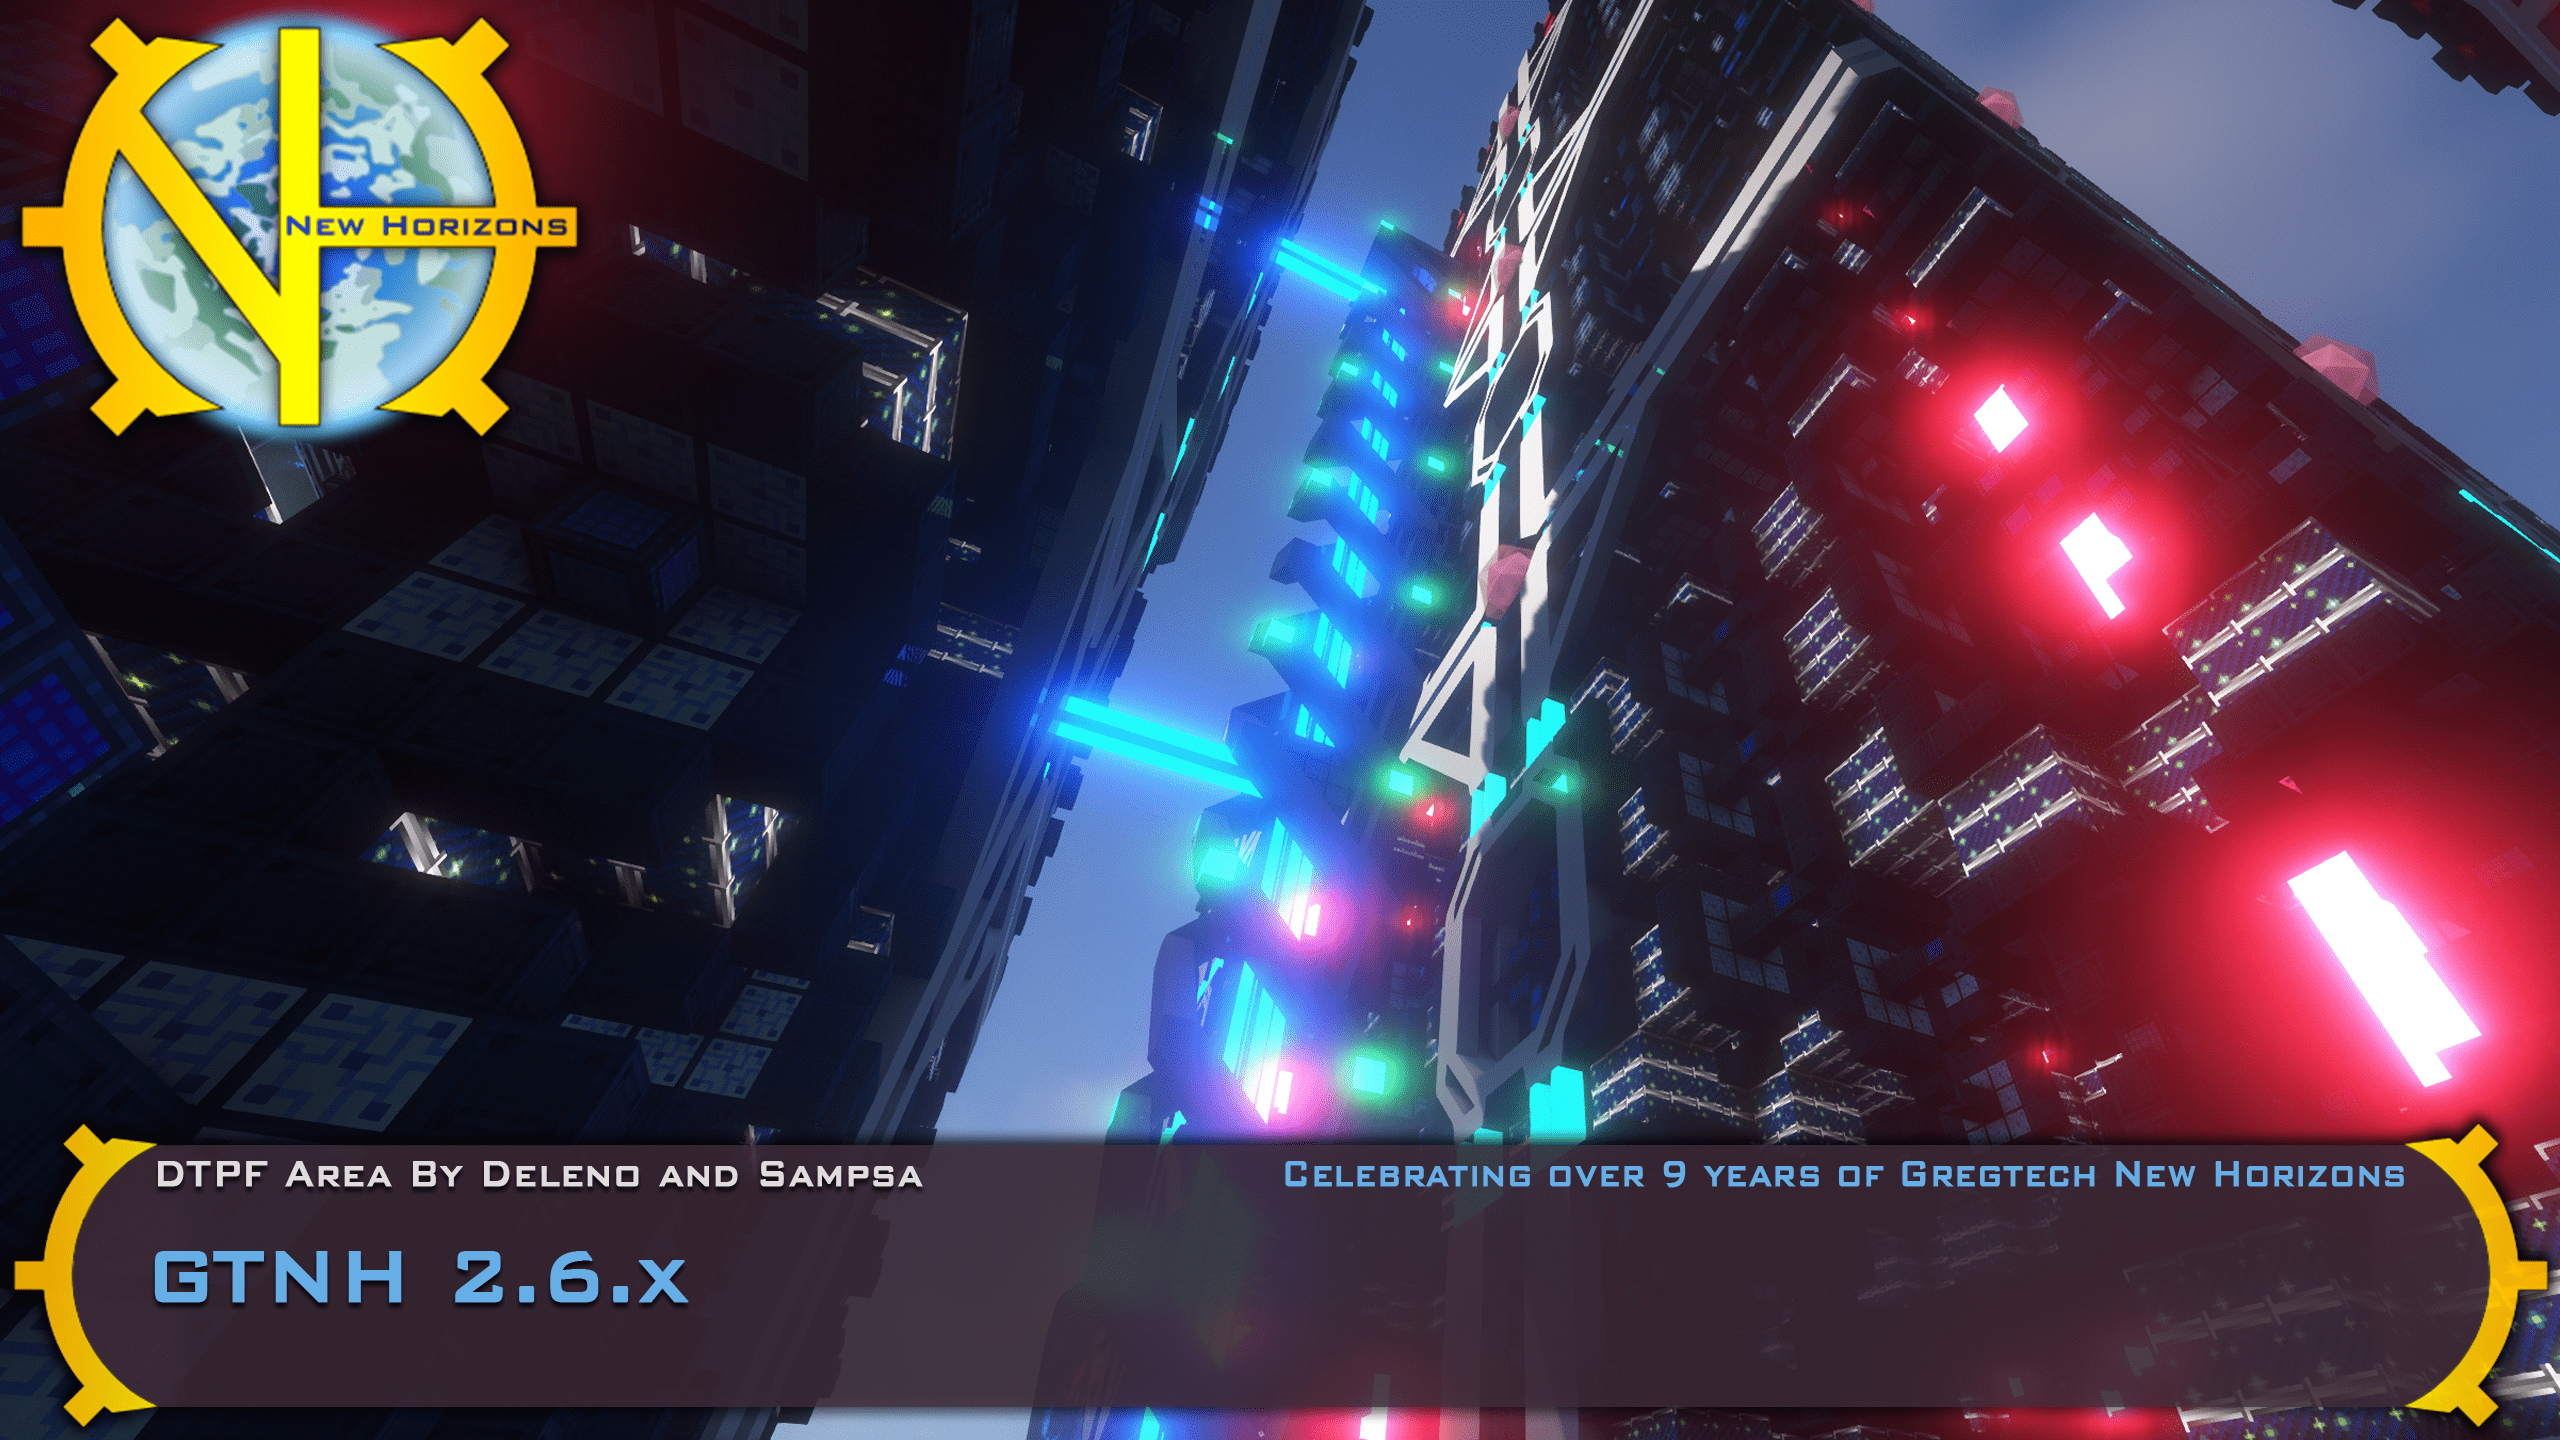 New Horizons
DTPF Area By Deleno and Sampsa
Celebrating over 9 years of Gregtech New Horizons
GTNH 2.6.x